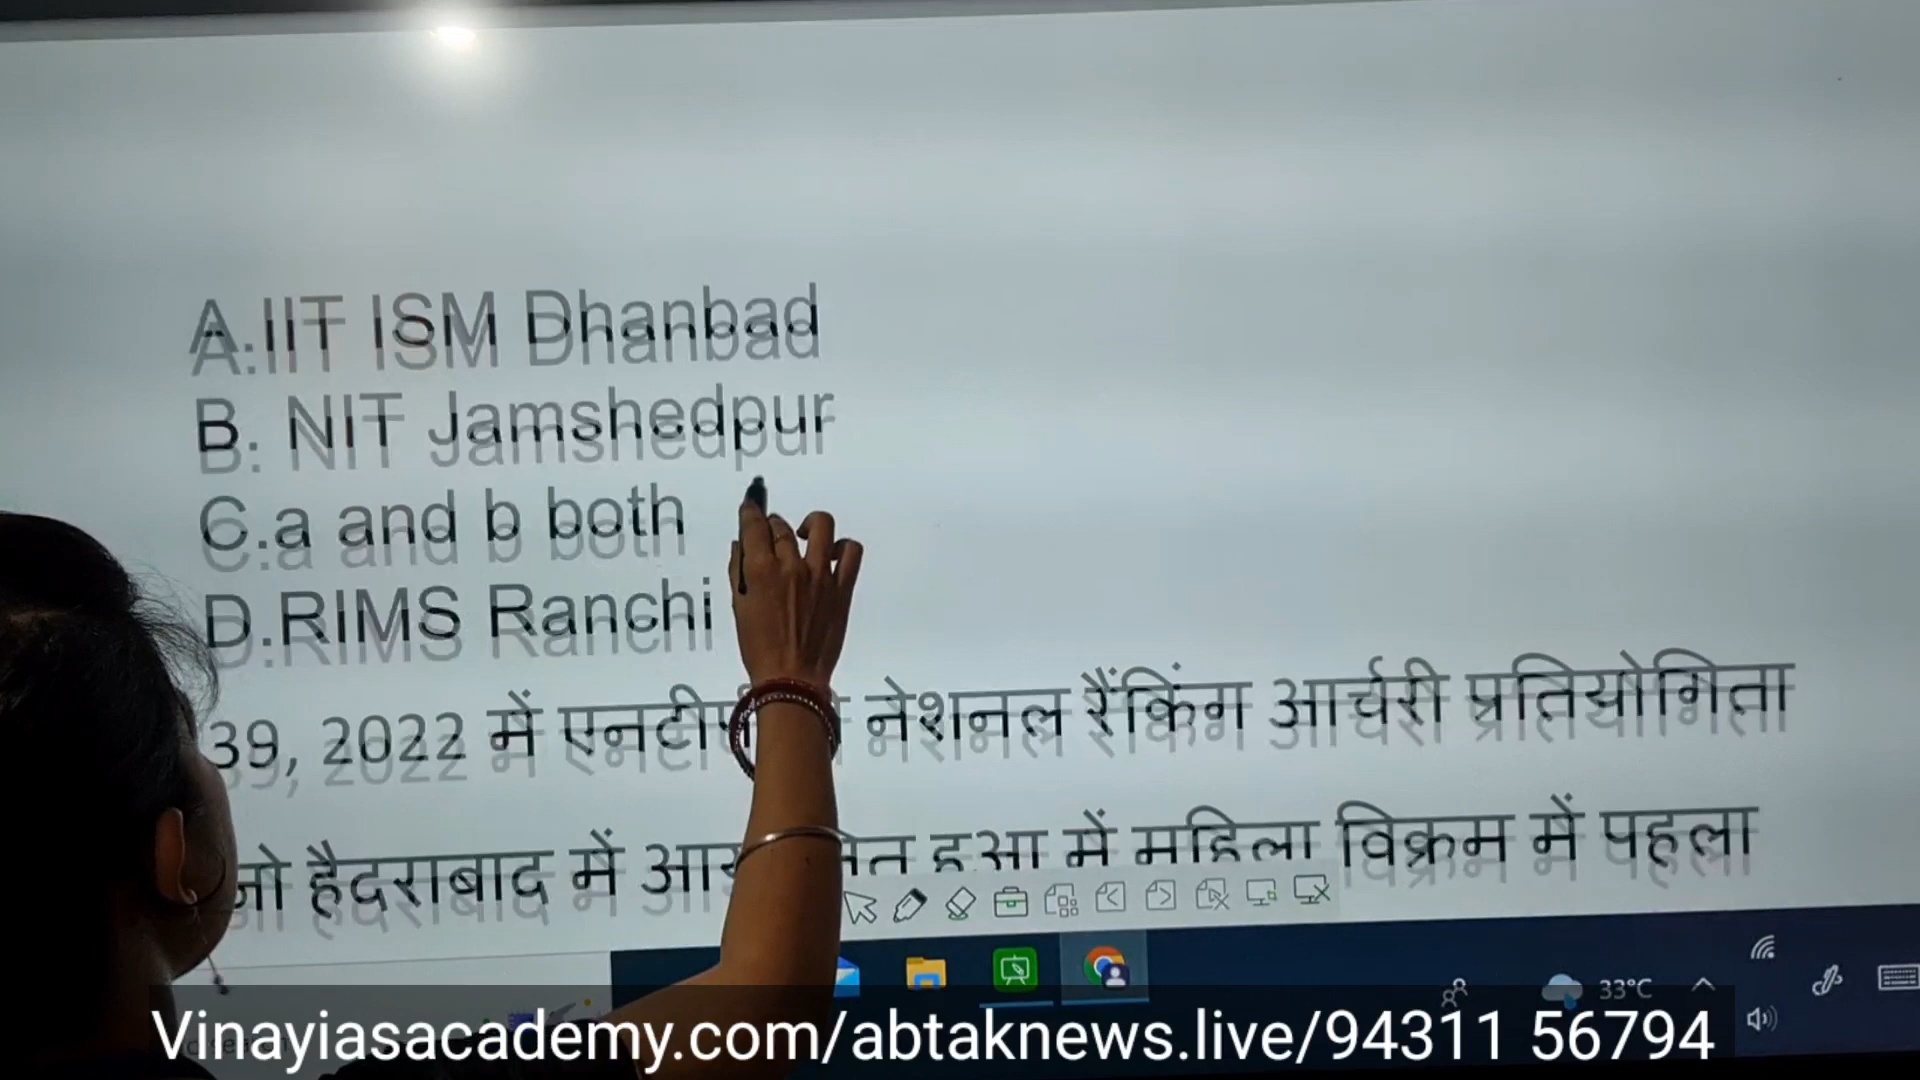 A.IIT ISM Dhanbad
B. NIT Jamshedpur
C.a and b both
D.RIMS Ranchi
39, 2022 में नेशनल रैंकिंग आर्चरी प्रतियोगिता
जो हैदराबाद में हुआ में महिला विक्रम में पहला
33°C
Vinayiasacademy.com/abtaknews.live/94311 56794